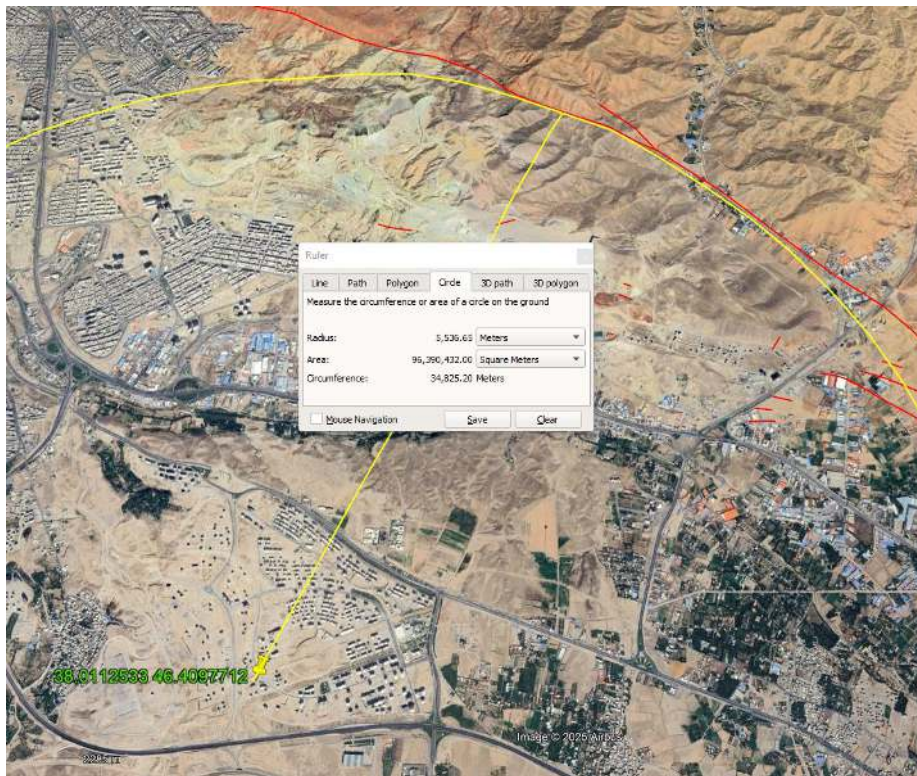 Ruler
Line Path Polygon Circle 3D path 3D polygon
Measure the circumference or area of a circle on the ground
Radius: 5,536.65 Meters
Area: 96,390,432.00 Square Meters
Circumference: 34,825.20 Meters
Mouse Navigation Save Clear
38.0112533 46.4097712
Image © 2025 Airbus